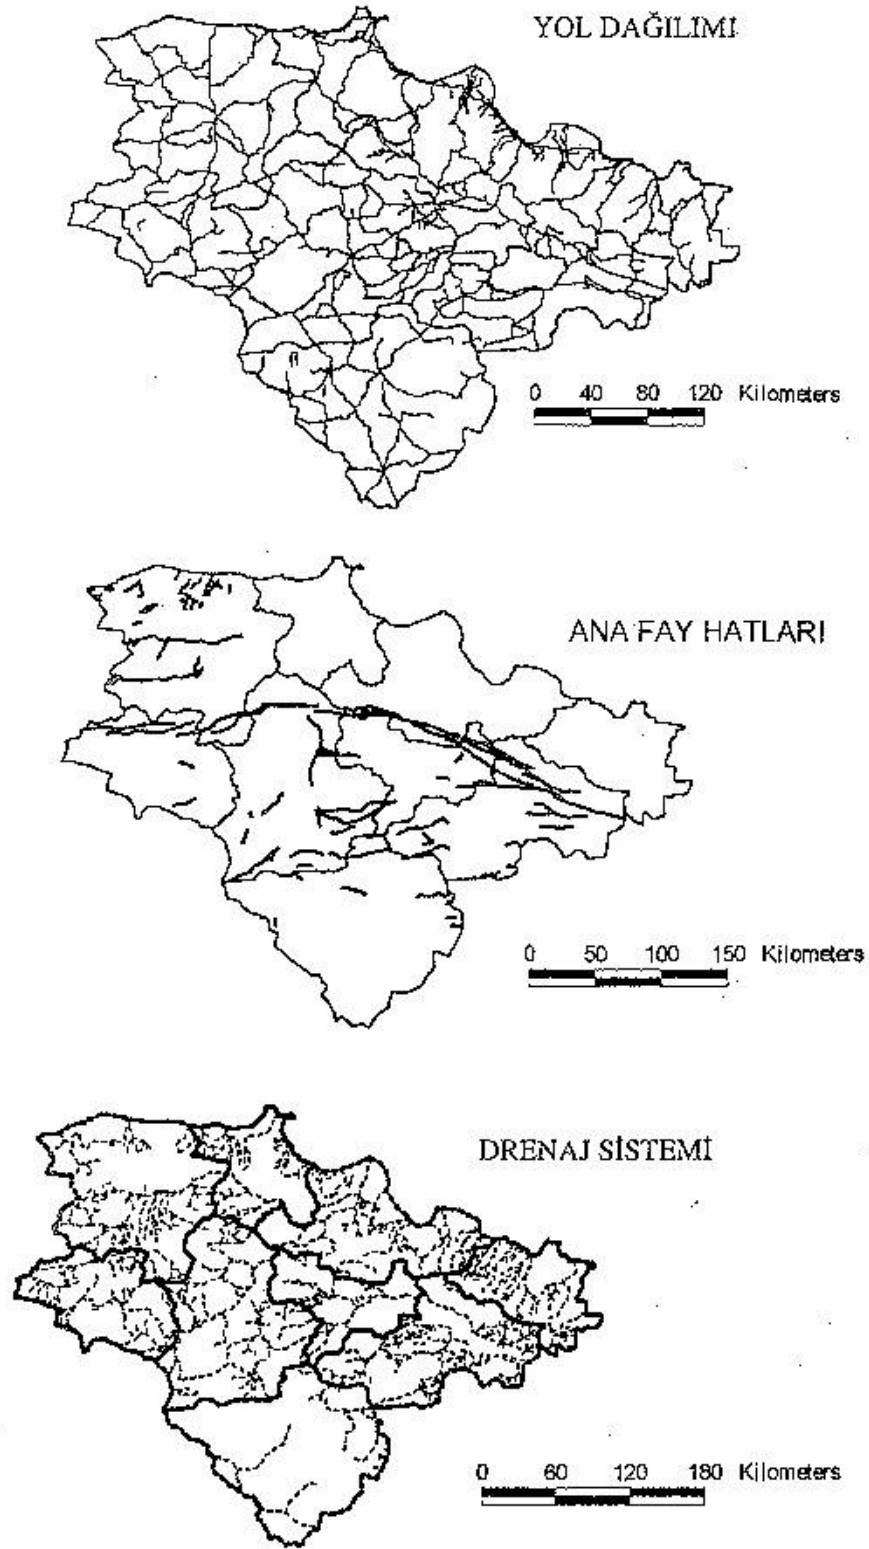 YOL DAĞILIMI
0 40 80 120 Kilometers
ANA FAY HATLARI
0 50 100 150 Kilometers
DRENAJ SİSTEMİ
0 60 120 180 Kilometers